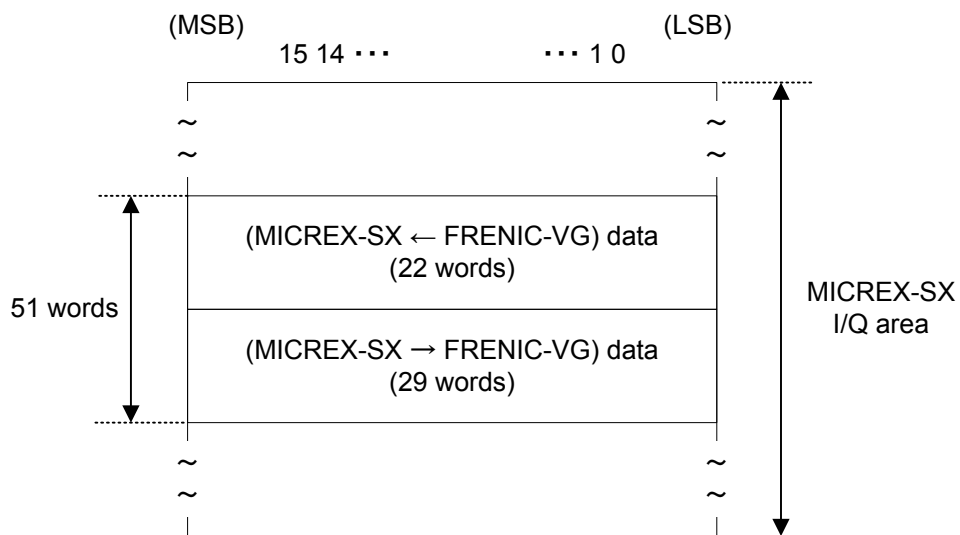 (MSB) (LSB)
15 14 ··· ··· 1 0
~ ~
~ ~
(MICREX-SX ← FRENIC-VG) data
(22 words)
51 words
MICREX-SX
I/Q area
(MICREX-SX → FRENIC-VG) data
(29 words)
~ ~
~ ~